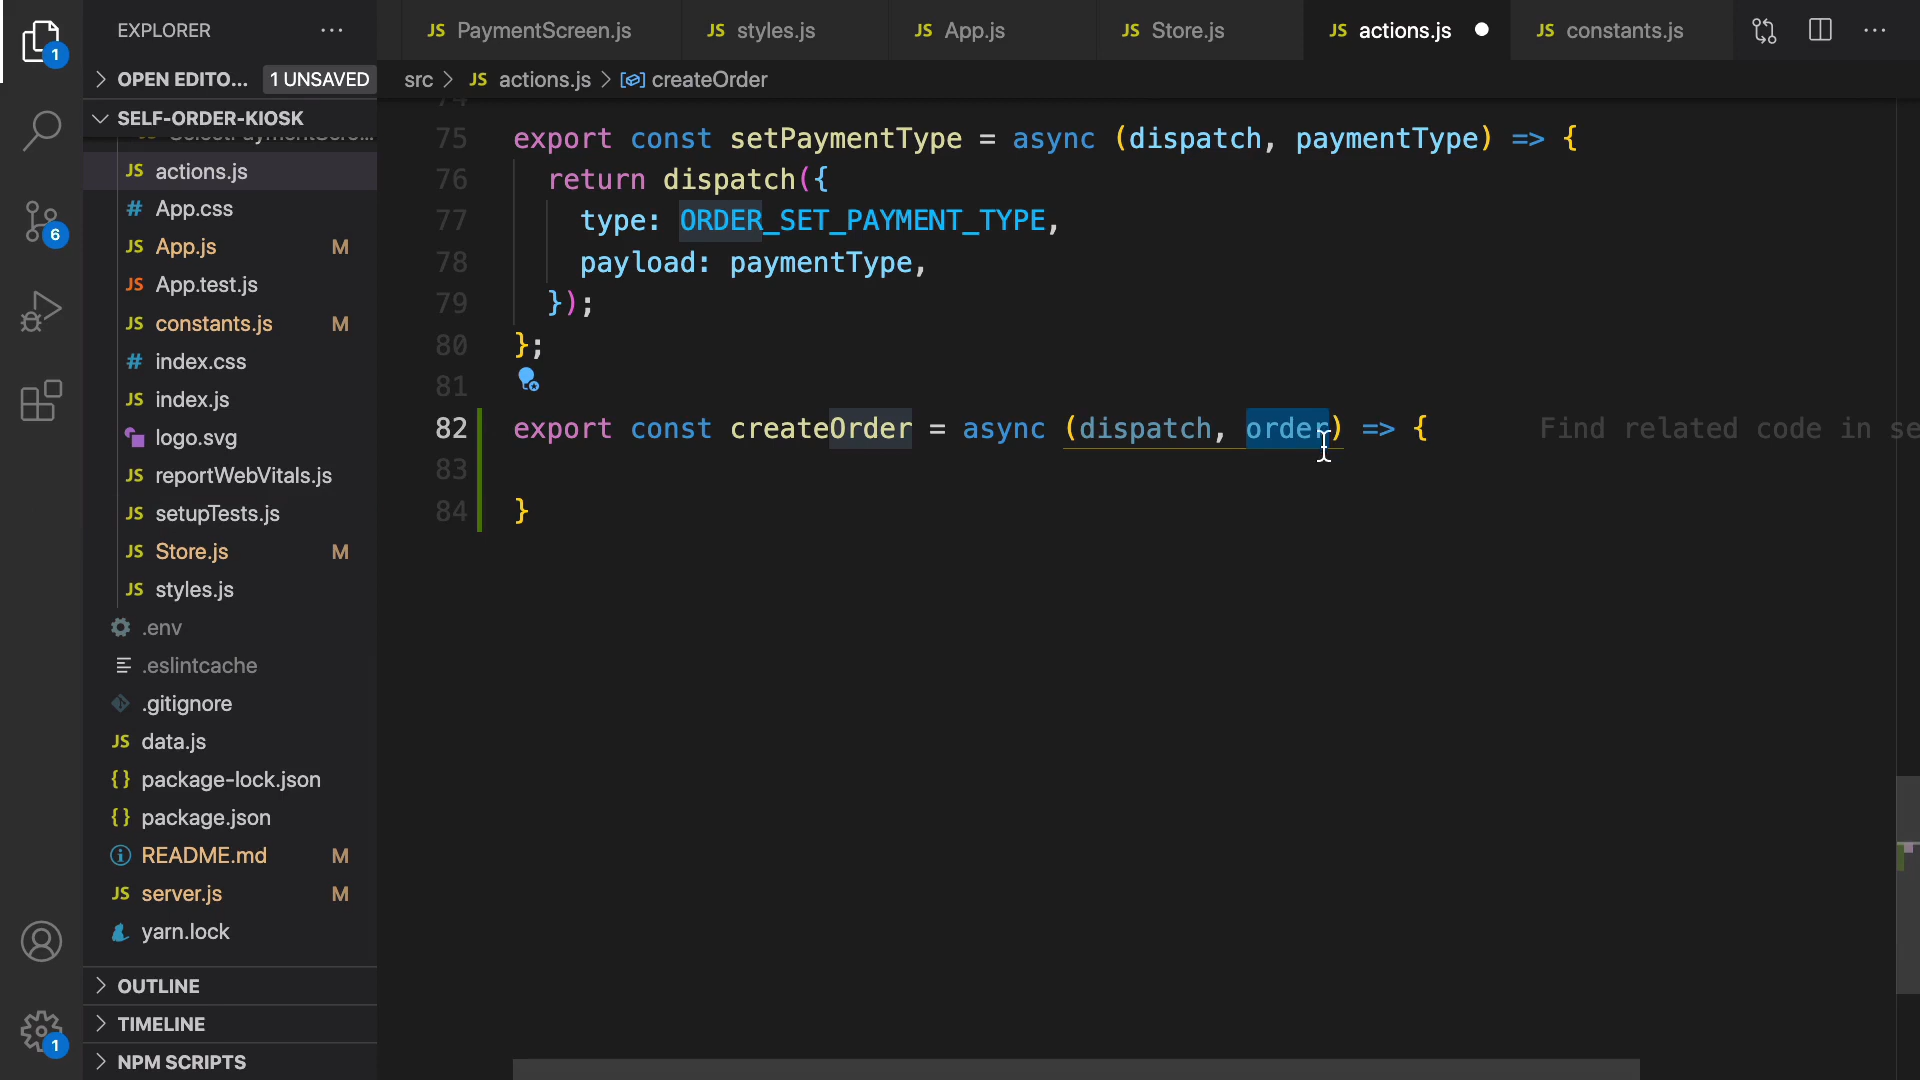 EXPLORER
JS PaymentScreen.js
JS styles.js
JS App.js
JS Store.js
JS actions.js
JS constants.js
OPEN EDITO... 1 UNSAVED
src > JS actions.js > createOrder
SELF-ORDER-KIOSK
SelectPaymentScre...
JS actions.js
# App.css
JS App.js M
JS App.test.js
JS constants.js M
# index.css
JS index.js
logo.svg
JS reportWebVitals.js
JS setupTests.js
JS Store.js M
JS styles.js
.env
.eslintcache
.gitignore
JS data.js
{} package-lock.json
{} package.json
README.md M
JS server.js M
yarn.lock
OUTLINE
TIMELINE
NPM SCRIPTS
1
6
1
74
75 export const setPaymentType = async (dispatch, paymentType) => {
76 return dispatch({
77 type: ORDER_SET_PAYMENT_TYPE,
78 payload: paymentType,
79 });
80 };
81
82 export const createOrder = async (dispatch, order) => { Find related code in se
83
84 }